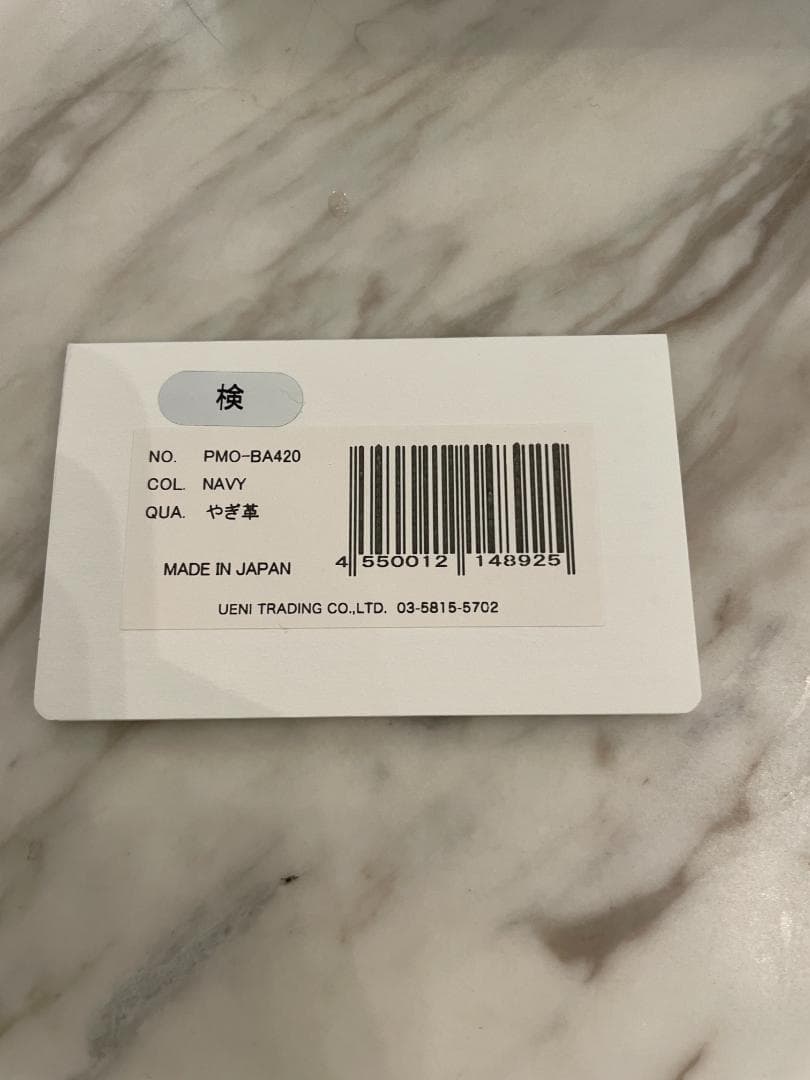 検
NO. PMO-BA420
COL. NAVY
QUA. やぎ革
MADE IN JAPAN
4 550012 148925
UENI TRADING CO.,LTD. 03-5815-5702